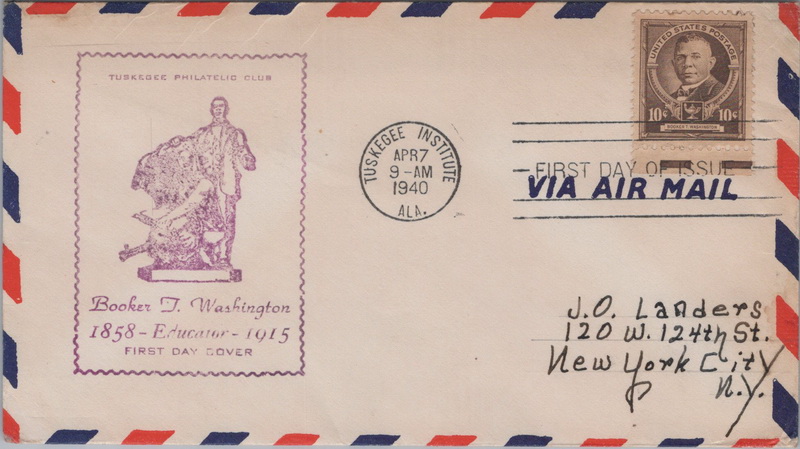 TUSKEGEE PHILATELIC CLUB
Booker T. Washington
1858 - Educator - 1915
FIRST DAY COVER
TUSKEGEE INSTITUTE
APR 7
9-AM
1940
ALA.
UNITED STATES POSTAGE
10¢ 10¢
BOOKER T. WASHINGTON
FIRST DAY OF ISSUE
VIA AIR MAIL
J.O. Landers
120 W. 124th St.
New York City
N.Y.